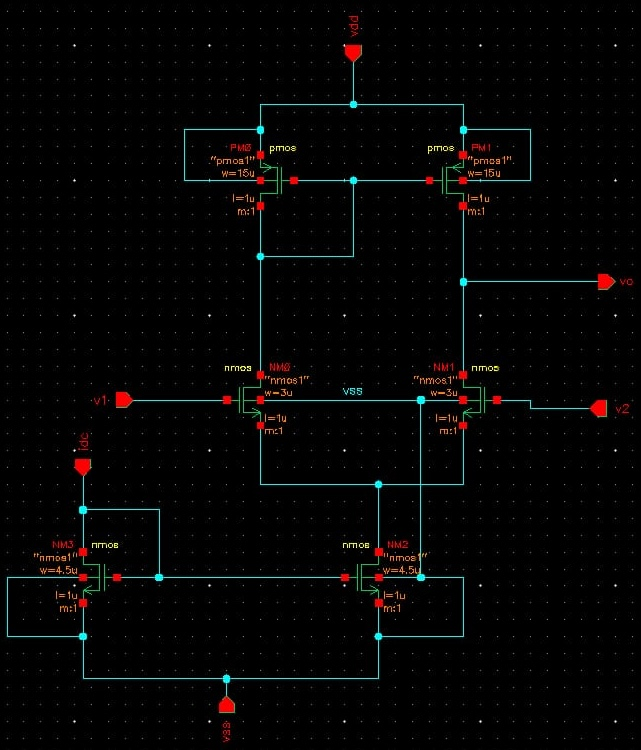 vdd
PM0
pmos
"pmos1"
w=15u
l=1u
m:1
pmos
PM1
"pmos1"
w=15u
l=1u
m:1
vo
nmos
NM0
"nmos1"
w=3u
l=1u
m:1
VSS
NM1
nmos
"nmos1"
w=3u
l=1u
m:1
v1
v2
idc
NM3
nmos
"nmos1"
w=4.5u
l=1u
m:1
nmos
NM2
"nmos1"
w=4.5u
l=1u
m:1
vss